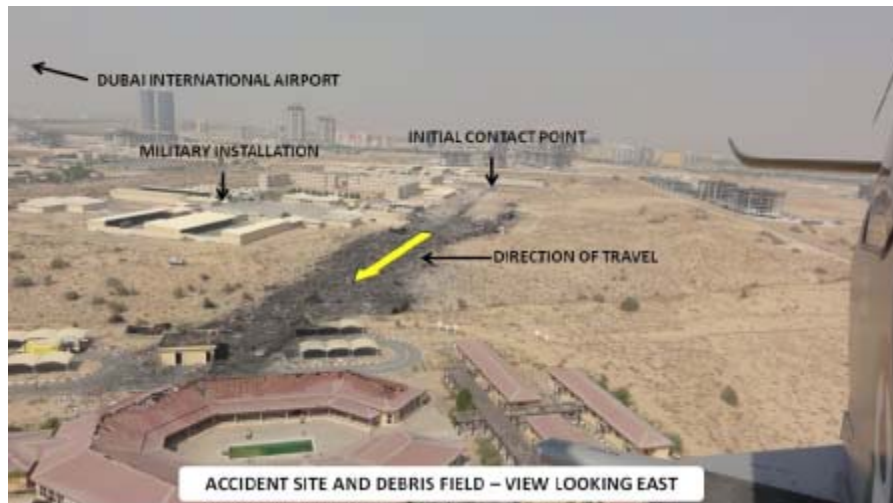 DUBAI INTERNATIONAL AIRPORT
INITIAL CONTACT POINT
MILITARY INSTALLATION
DIRECTION OF TRAVEL
ACCIDENT SITE AND DEBRIS FIELD – VIEW LOOKING EAST